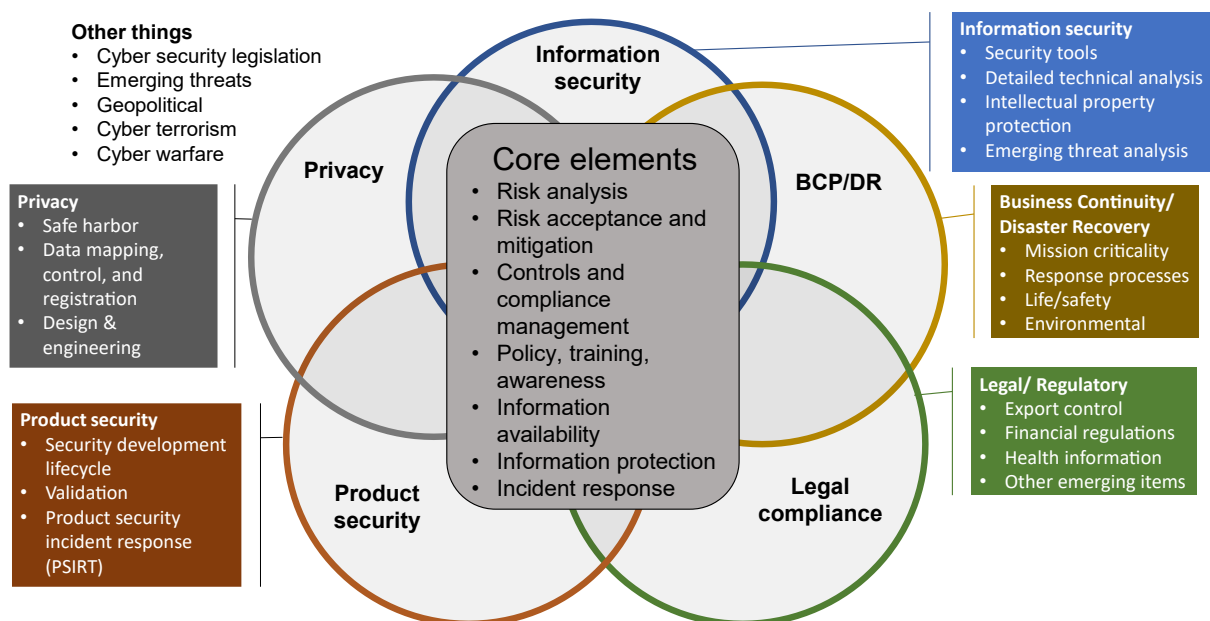 Other things
• Cyber security legislation
• Emerging threats
• Geopolitical
• Cyber terrorism
• Cyber warfare
Information
security
Information security
• Security tools
• Detailed technical analysis
• Intellectual property
protection
• Emerging threat analysis
Privacy
BCP/DR
Core elements
• Risk analysis
• Risk acceptance and
mitigation
• Controls and
compliance
management
• Policy, training,
awareness
• Information
availability
• Information protection
• Incident response
Privacy
• Safe harbor
• Data mapping,
control, and
registration
• Design &
engineering
Business Continuity/
Disaster Recovery
• Mission criticality
• Response processes
• Life/safety
• Environmental
Product security
• Security development
lifecycle
• Validation
• Product security
incident response
(PSIRT)
Product
security
Legal
compliance
Legal/ Regulatory
• Export control
• Financial regulations
• Health information
• Other emerging items